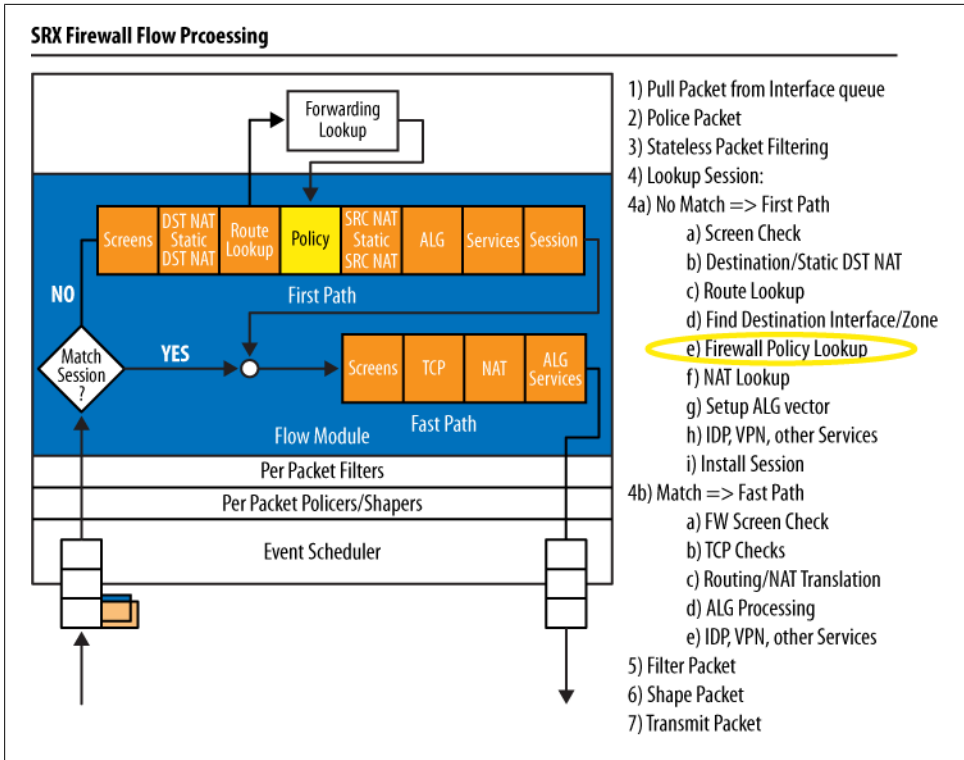 SRX Firewall Flow Prcoessing
Forwarding
Lookup
Screens
DST NAT
Static
DST NAT
Route
Lookup
Policy
SRC NAT
Static
SRC NAT
ALG
Services
Session
First Path
NO
Match
Session
?
YES
Screens
TCP
NAT
ALG
Services
Fast Path
Flow Module
Per Packet Filters
Per Packet Policers/Shapers
Event Scheduler
1) Pull Packet from Interface queue
2) Police Packet
3) Stateless Packet Filtering
4) Lookup Session:
4a) No Match => First Path
a) Screen Check
b) Destination/Static DST NAT
c) Route Lookup
d) Find Destination Interface/Zone
e) Firewall Policy Lookup
f) NAT Lookup
g) Setup ALG vector
h) IDP, VPN, other Services
i) Install Session
4b) Match => Fast Path
a) FW Screen Check
b) TCP Checks
c) Routing/NAT Translation
d) ALG Processing
e) IDP, VPN, other Services
5) Filter Packet
6) Shape Packet
7) Transmit Packet